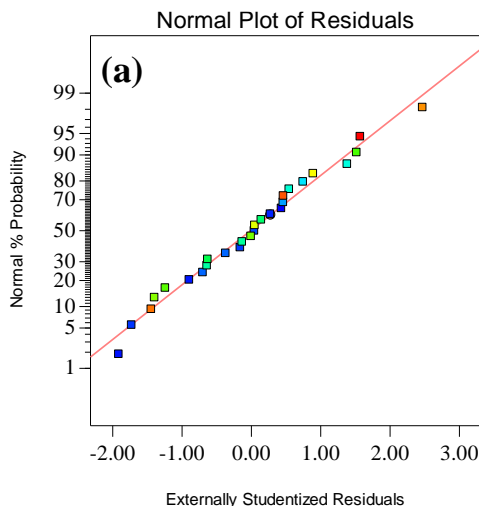 Normal Plot of Residuals
(a)
Normal % Probability
99
95
90
80
70
50
30
20
10
5
1
-2.00 -1.00 0.00 1.00 2.00 3.00
Externally Studentized Residuals